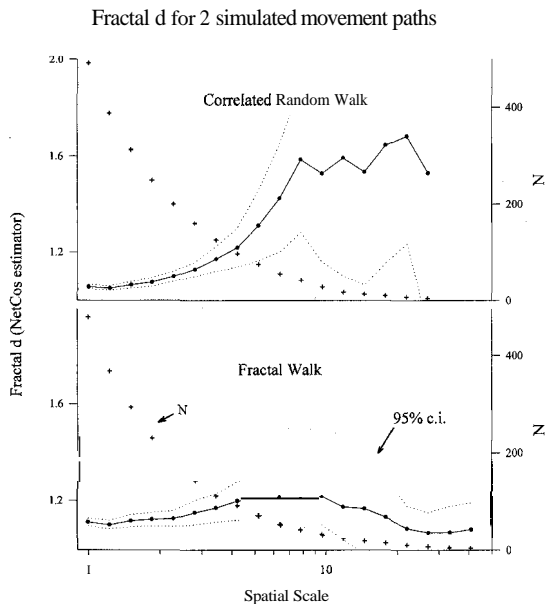 Fractal d for 2 simulated movement paths
2.0
Correlated Random Walk
400
1.6
N
200
1.2
0
Fractal d (NetCos estimator)
Fractal Walk
400
1.6
N
95% c.i.
N
200
1,2
0
1
10
Spatial Scale